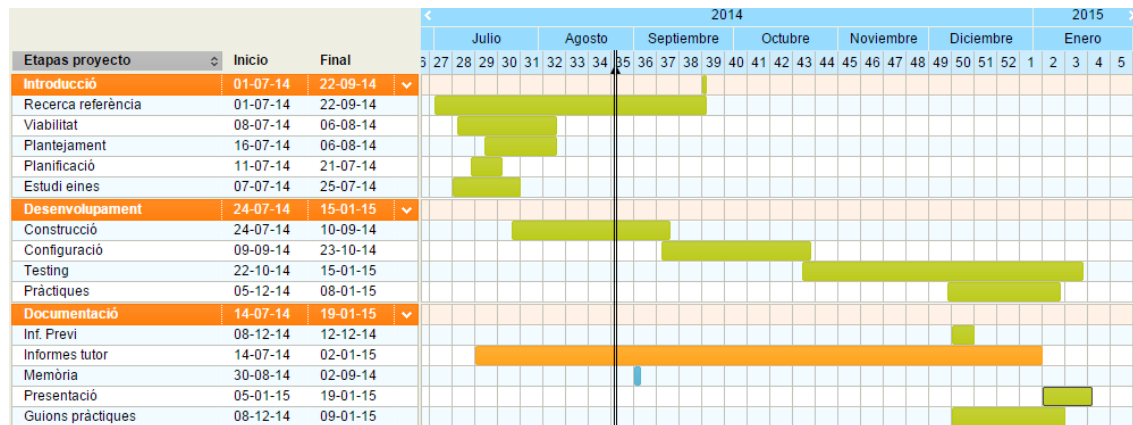 2014 2015
Julio Agosto Septiembre Octubre Noviembre Diciembre Enero
Etapas proyecto Inicio Final 6 27 28 29 30 31 32 33 34 35 36 37 38 39 40 41 42 43 44 45 46 47 48 49 50 51 52 1 2 3 4 5
Introducció 01-07-14 22-09-14
Recerca referència 01-07-14 22-09-14
Viabilitat 08-07-14 06-08-14
Plantejament 16-07-14 06-08-14
Planificació 11-07-14 21-07-14
Estudi eines 07-07-14 25-07-14
Desenvolupament 24-07-14 15-01-15
Construcció 24-07-14 10-09-14
Configuració 09-09-14 23-10-14
Testing 22-10-14 15-01-15
Pràctiques 05-12-14 08-01-15
Documentació 14-07-14 19-01-15
Inf. Previ 08-12-14 12-12-14
Informes tutor 14-07-14 02-01-15
Memòria 30-08-14 02-09-14
Presentació 05-01-15 19-01-15
Guions pràctiques 08-12-14 09-01-15